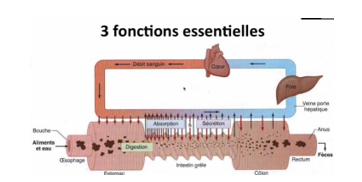 3 fonctions essentielles
Débit sanguin
Cœur
Foie
Veine porte
hépatique
Absorption
Sécrétion
Bouche
Anus
Aliments
et eau
Digestion
Fèces
Œsophage
Rectum
Intestin grêle
Estomac
Côlon